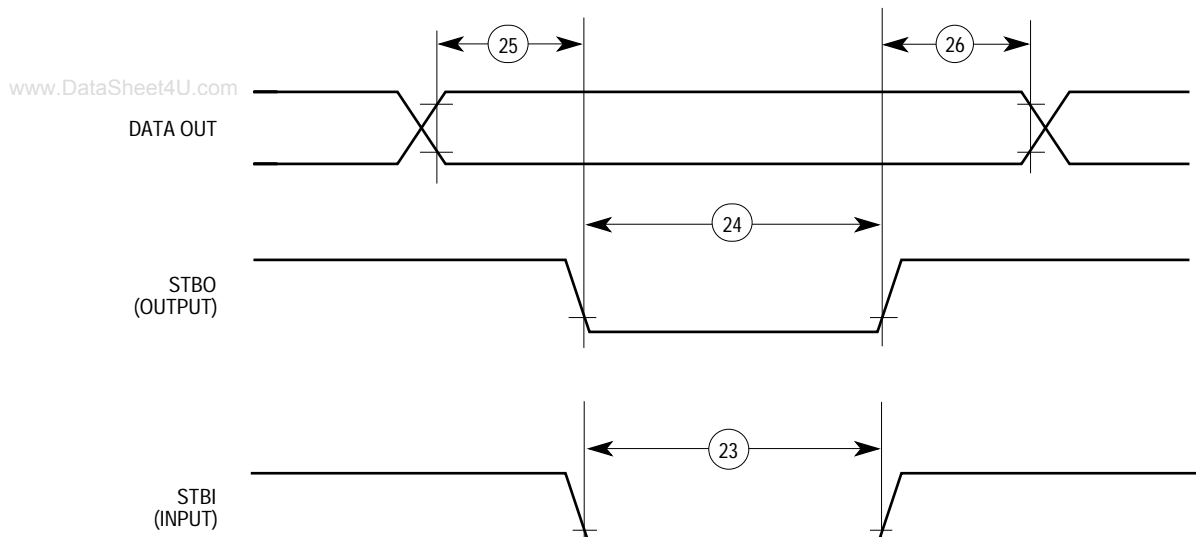 25
26
www.DataSheet4U.com
DATA OUT
24
STBO
(OUTPUT)
23
STBI
(INPUT)